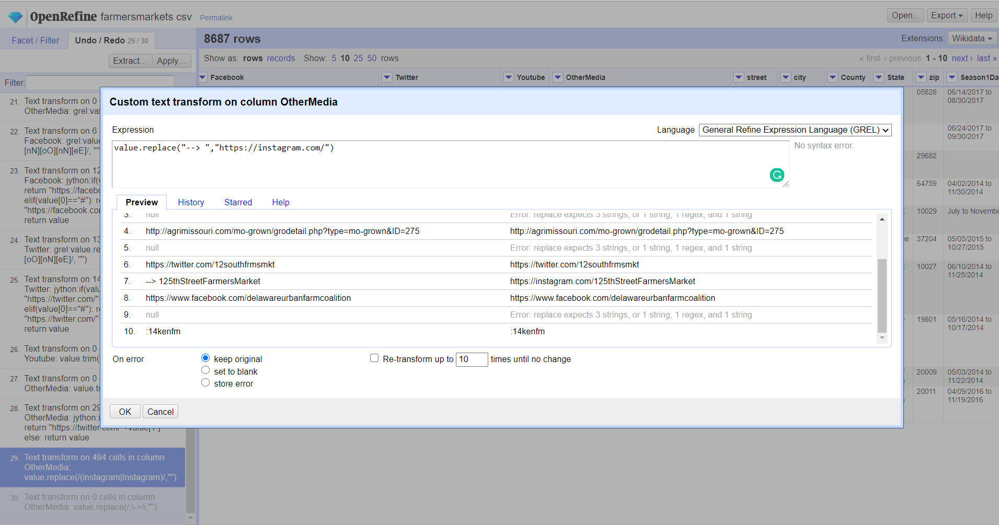 OpenRefine farmersmarkets csv Permalink
Open... Export Help
Facet / Filter Undo / Redo 29 / 30
8687 rows
Extensions: Wikidata
Extract... Apply...
Show as: rows records Show: 5 10 25 50 rows
« first ‹ previous 1 - 10 next › last »
Filter:
Facebook Twitter Youtube OtherMedia street city County State zip Season1Da
21. Text transform on 0
OtherMedia: grel:val
22. Text transform on 6
Facebook: grel:value
[nN][oO][nN][eE]/, ""
23. Text transform on 12
Facebook: jython:if(v
return "https://facebo
elif(value[0]=="#"): re
"https://facebook.co
return value
24. Text transform on 13
Twitter: grel:value.re
[oO][nN][eE]/, "")
25. Text transform on 14
Twitter: jython:if(valu
"https://twitter.com/"
elif(value[0]=="#"): re
"https://twitter.com/"
return value
26. Text transform on 0
Youtube: value.trim(
27. Text transform on 0
OtherMedia: value.tr
28. Text transform on 29
OtherMedia: jython:i
return "https://twitter.com/"+value[1:]
else: return value
29. Text transform on 494 cells in column
OtherMedia:
value.replace(/(instagram|Instagram)/,"")
30. Text transform on 0 cells in column
OtherMedia: value.replace(/:\->/i,"")
Custom text transform on column OtherMedia
Expression
Language General Refine Expression Language (GREL)
value.replace("--> ","https://instagram.com/")
No syntax error.
Preview History Starred Help
3. null Error: replace expects 3 strings, or 1 string, 1 regex, and 1 string
4. http://agrimissouri.com/mo-grown/grodetail.php?type=mo-grown&ID=275 http://agrimissouri.com/mo-grown/grodetail.php?type=mo-grown&ID=275
5. null Error: replace expects 3 strings, or 1 string, 1 regex, and 1 string
6. https://twitter.com/12southfrmsmkt https://twitter.com/12southfrmsmkt
7. --> 125thStreetFarmersMarket https://instagram.com/125thStreetFarmersMarket
8. https://www.facebook.com/delawareurbanfarmcoalition https://www.facebook.com/delawareurbanfarmcoalition
9. null Error: replace expects 3 strings, or 1 string, 1 regex, and 1 string
10. :14kenfm :14kenfm
On error
keep original
set to blank
store error
Re-transform up to 10 times until no change
OK Cancel
05828 06/14/2017 to
08/30/2017
06/24/2017 to
09/30/2017
29682
64759 04/02/2014 to
11/30/2014
10029 July to Novembe
37204 05/05/2015 to
10/27/2015
10027 06/10/2014 to
11/25/2014
19801 05/16/2014 to
10/17/2014
20009 05/03/2014 to
11/22/2014
20011 04/09/2016 to
11/19/2016